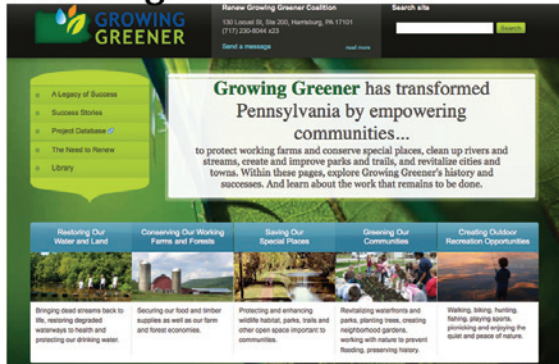 GROWING
GREENER
Renew Growing Greener Coalition
130 Locust St, Ste 200, Harrisburg, PA
17101
(717) 230-8044 x23
Send a message
read more
Search site
Search
A Legacy of Success
Success Stories
Project Database
The Need to Renew
Library
Growing Greener has transformed
Pennsylvania by empowering
communities...
to protect working farms and conserve special places, clean up rivers and
streams, create and improve parks and trails, and revitalize cities and
towns. Within these pages, explore Growing Greener's history and
successes. And learn about the work that remains to be done.
Restoring Our
Water and Land
Bringing dead streams back to
life, restoring degraded
waterways to health and
protecting our drinking water.
Conserving Our Working
Farms and Forests
Securing our food and timber
supplies as well as our farm
and forest economies.
Saving Our
Special Places
Protecting and enhancing
wildlife habitat, parks, trails and
other open space important to
communities.
Greening Our
Communities
Revitalizing waterfronts and
parks, planting trees, creating
neighborhood gardens,
working with nature to prevent
flooding, preserving history.
Creating Outdoor
Recreation Opportunities
Walking, biking, hunting,
fishing, playing sports,
picnicking and enjoying the
quiet and peace of nature.